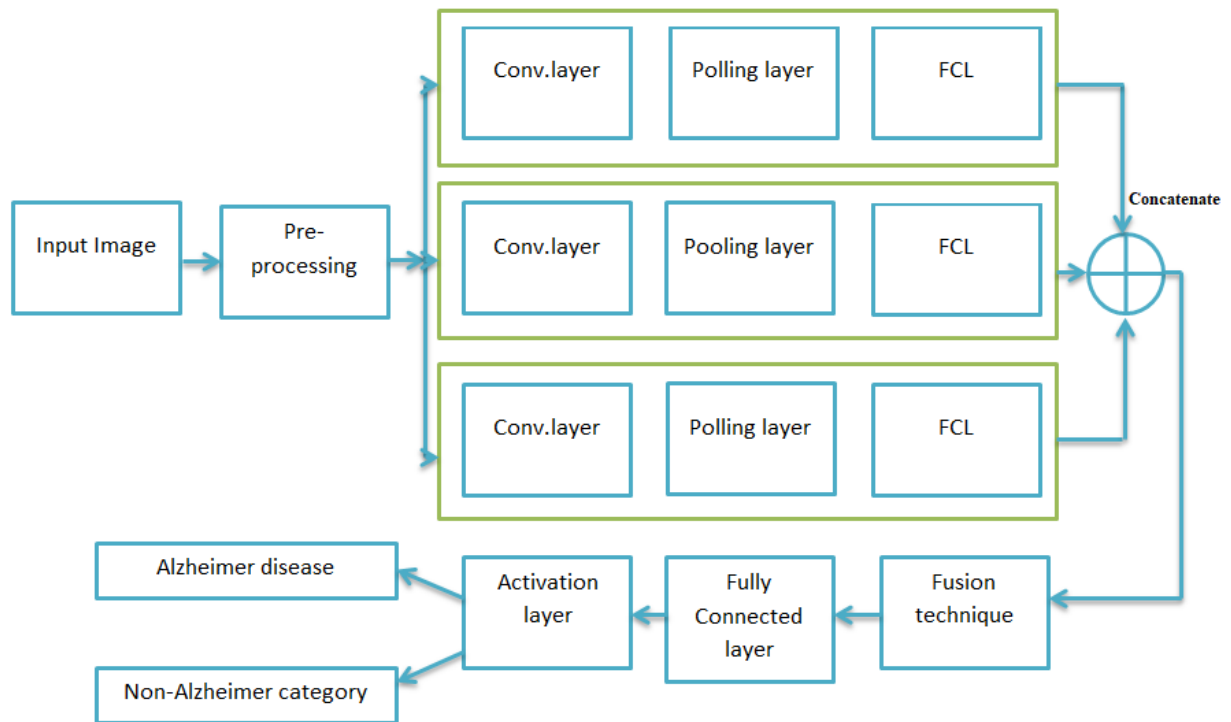 Conv.layer
Polling layer
FCL
Input Image
Pre-
processing
Conv.layer
Pooling layer
FCL
Concatenate
Conv.layer
Polling layer
FCL
Alzheimer disease
Non-Alzheimer category
Activation
layer
Fully
Connected
layer
Fusion
technique